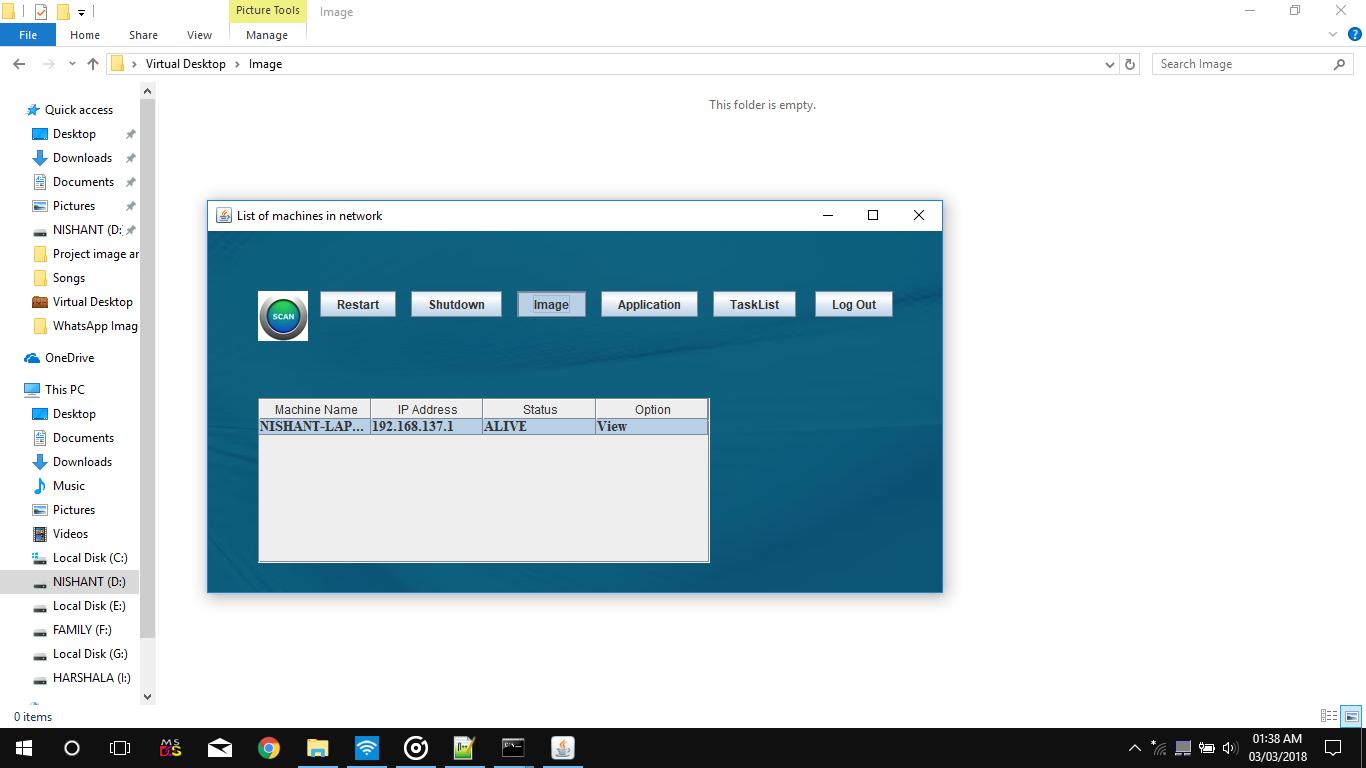 Picture Tools
Image
File
Home
Share
View
Manage
Virtual Desktop
Image
Search Image
This folder is empty.
Quick access
Desktop
Downloads
Documents
Pictures
NISHANT (D:
Project image ar
Songs
Virtual Desktop
WhatsApp Imag
OneDrive
This PC
Desktop
Documents
Downloads
Music
Pictures
Videos
Local Disk (C:)
NISHANT (D:)
Local Disk (E:)
FAMILY (F:)
Local Disk (G:)
HARSHALA (I:)
List of machines in network
SCAN
Restart
Shutdown
Image
Application
TaskList
Log Out
Machine Name IP Address Status Option
NISHANT-LAP... 192.168.137.1 ALIVE View
0 items
01:38 AM
03/03/2018